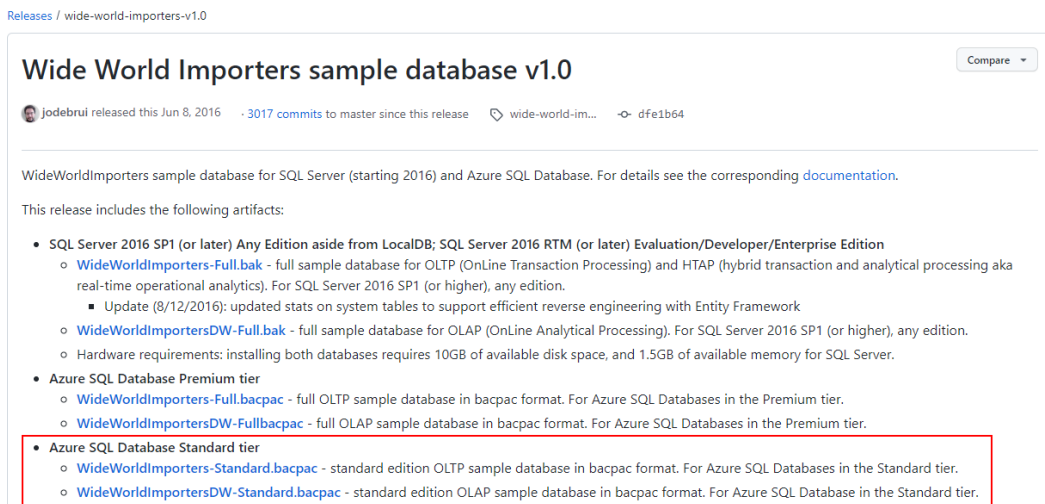 Releases / wide-world-importers-v1.0
Wide World Importers sample database v1.0
Compare
jodebrui released this Jun 8, 2016 · 3017 commits to master since this release wide-world-im... dfe1b64
WideWorldImporters sample database for SQL Server (starting 2016) and Azure SQL Database. For details see the corresponding documentation.
This release includes the following artifacts:
• SQL Server 2016 SP1 (or later) Any Edition aside from LocalDB; SQL Server 2016 RTM (or later) Evaluation/Developer/Enterprise Edition
○ WideWorldImporters-Full.bak - full sample database for OLTP (OnLine Transaction Processing) and HTAP (hybrid transaction and analytical processing aka
real-time operational analytics). For SQL Server 2016 SP1 (or higher), any edition.
▪ Update (8/12/2016): updated stats on system tables to support efficient reverse engineering with Entity Framework
○ WideWorldImportersDW-Full.bak - full sample database for OLAP (OnLine Analytical Processing). For SQL Server 2016 SP1 (or higher), any edition.
○ Hardware requirements: installing both databases requires 10GB of available disk space, and 1.5GB of available memory for SQL Server.
• Azure SQL Database Premium tier
○ WideWorldImporters-Full.bacpac - full OLTP sample database in bacpac format. For Azure SQL Databases in the Premium tier.
○ WideWorldImportersDW-Fullbacpac - full OLAP sample database in bacpac format. For Azure SQL Databases in the Premium tier.
• Azure SQL Database Standard tier
○ WideWorldImporters-Standard.bacpac - standard edition OLTP sample database in bacpac format. For Azure SQL Databases in the Standard tier.
○ WideWorldImportersDW-Standard.bacpac - standard edition OLAP sample database in bacpac format. For Azure SQL Database in the Standard tier.